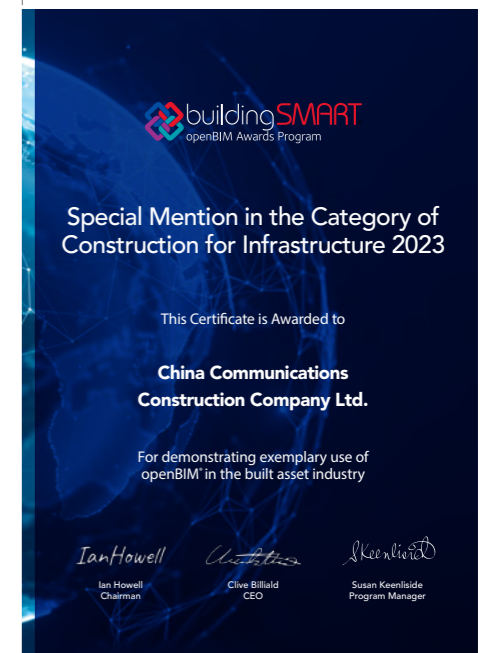 buildingSMART
openBIM Awards Program
Special Mention in the Category of
Construction for Infrastructure 2023
This Certificate is Awarded to
China Communications
Construction Company Ltd.
For demonstrating exemplary use of
openBIM® in the built asset industry
IanHowell SKeenliside
Ian Howell Clive Billiald Susan Keenliside
Chairman CEO Program Manager